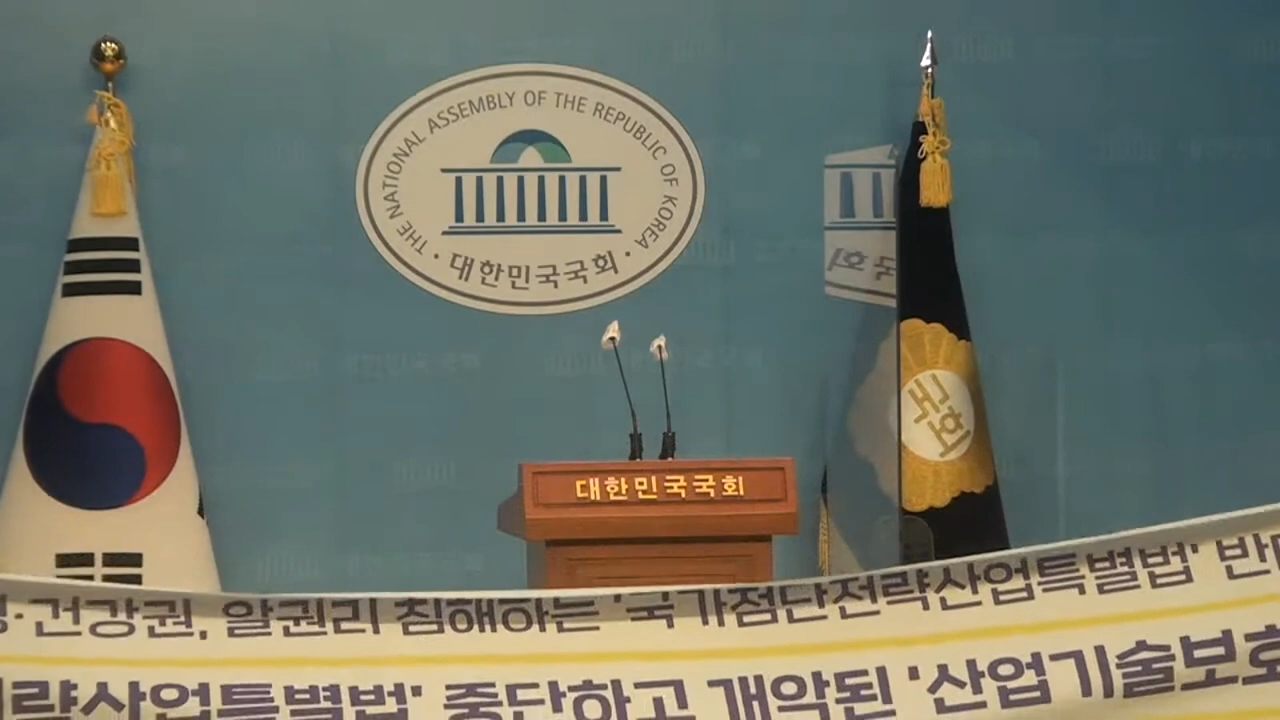 THE NATIONAL ASSEMBLY OF THE REPUBLIC OF KOREA
대한민국국회
국회
대한민국국회
·건강권, 알권리 침해하는 '국가첨단전략산업특별법' 반
략산업특별법' 중단하고 개악된 '산업기술보호